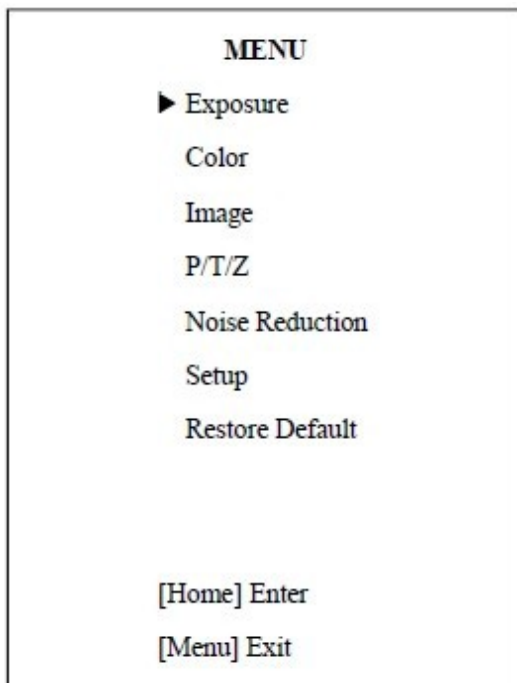 MENU
▶ Exposure
Color
Image
P/T/Z
Noise Reduction
Setup
Restore Default
[Home] Enter
[Menu] Exit